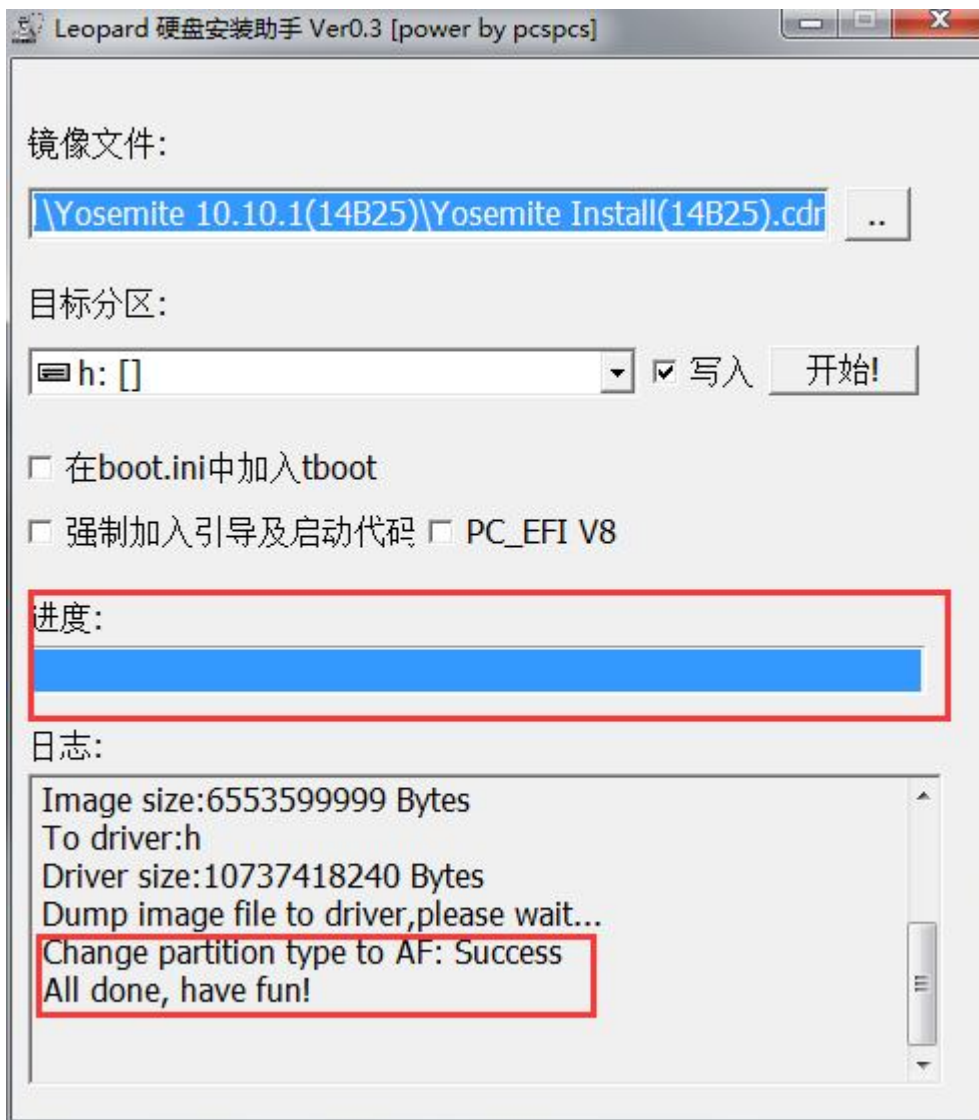 Leopard 硬盘安装助手 Ver0.3 [power by pcspcs]
镜像文件:
\Yosemite 10.10.1(14B25)\Yosemite Install(14B25).cdr
..
目标分区:
h: []
写入
开始!
在boot.ini中加入tboot
强制加入引导及启动代码
PC_EFI V8
进度:
日志:
Image size:6553599999 Bytes
To driver:h
Driver size:10737418240 Bytes
Dump image file to driver,please wait...
Change partition type to AF: Success
All done, have fun!